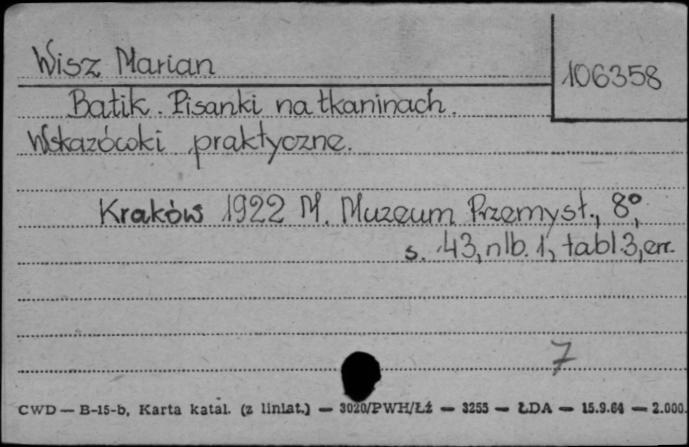 Wisz Marian
106358
Batik. Pisanki na tkaninach.
Wskazówki praktyczne.
Kraków 1922 M. Muzeum Przemysł., 8°,
s. 43, nlb. 1, tabl. 3, err.
7
CWD — B-15-b, Karta katal. (z liniat.) — 3020/PWH/Łź — 3255 — ŁDA — 15.9.64 — 2.000.